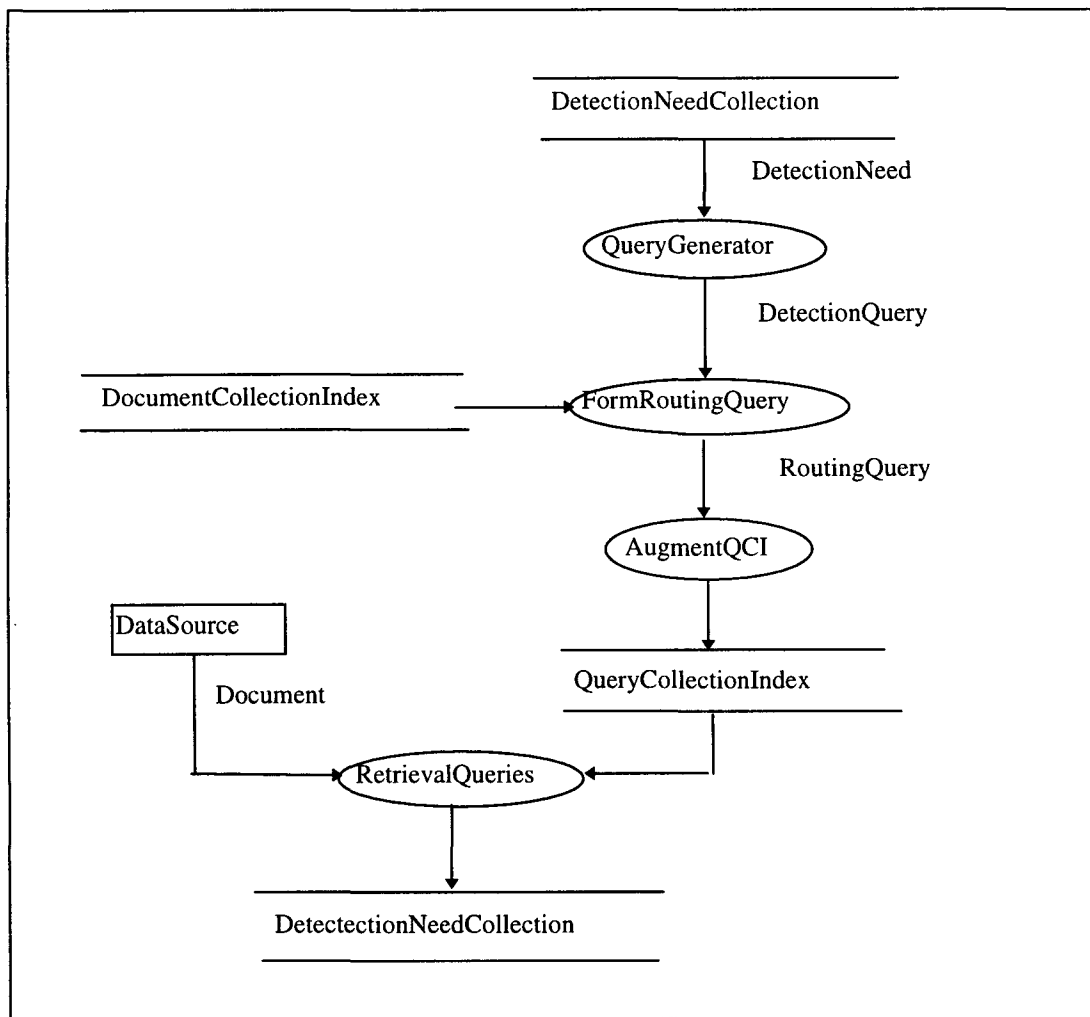 DetectionNeedCollection
DetectionNeed
QueryGenerator
DetectionQuery
DocumentCollectionIndex
FormRoutingQuery
RoutingQuery
AugmentQCI
DataSource
QueryCollectionIndex
Document
RetrievalQueries
DetectectionNeedCollection